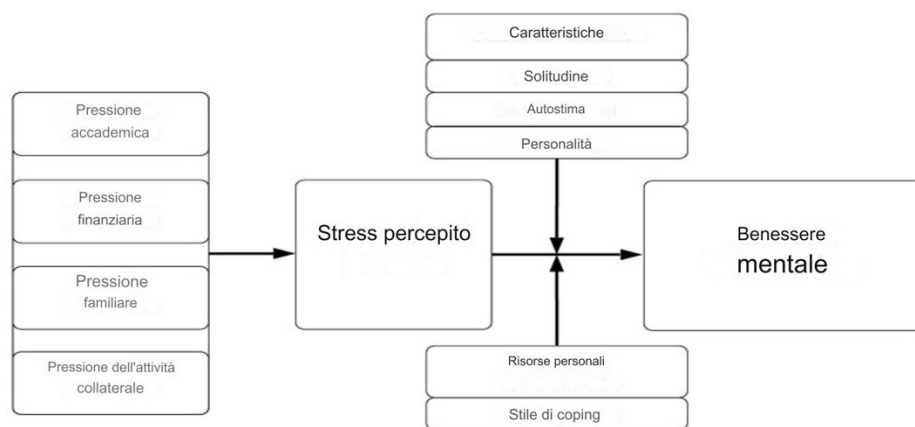 Caratteristiche
Solitudine
Autostima
Personalità
Pressione
accademica
Pressione
finanziaria
Pressione
familiare
Pressione dell'attività
collaterale
Stress percepito
Benessere
mentale
Risorse personali
Stile di coping